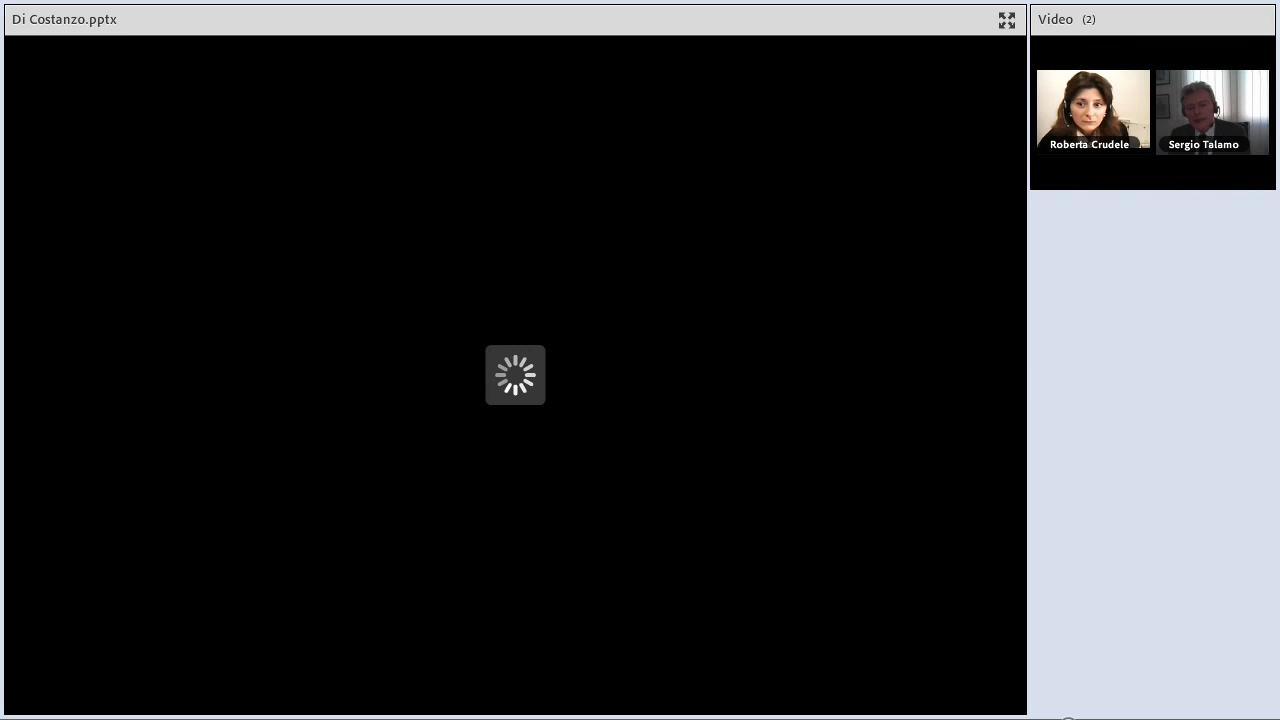 Di Costanzo.pptx
Video (2)
Roberta Crudele
Sergio Talamo